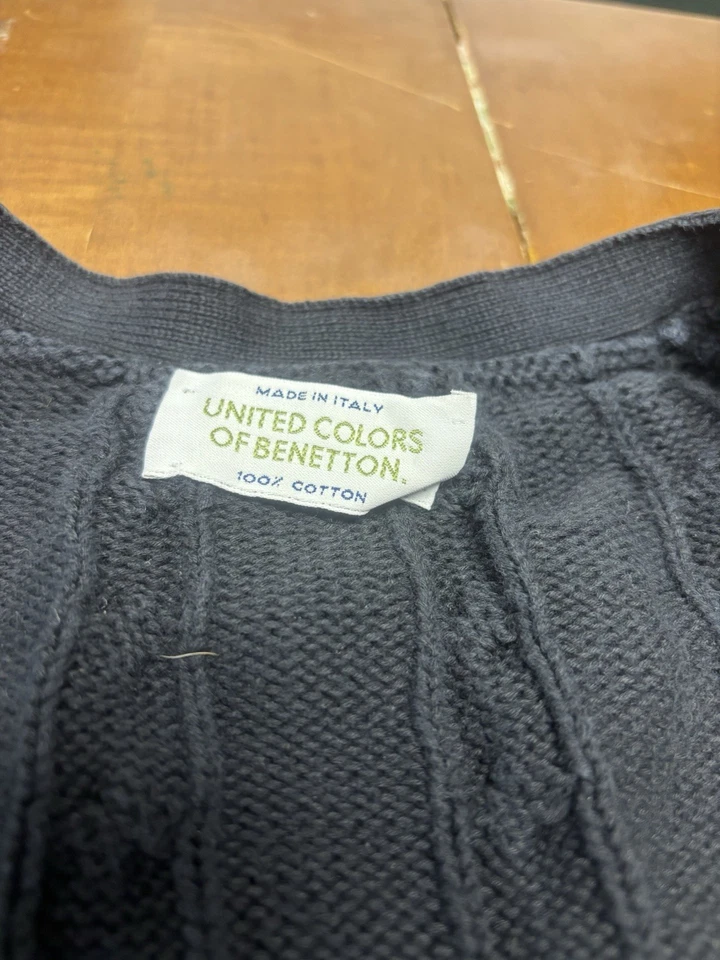 MADE IN ITALY
UNITED COLORS
OF BENETTON.
100% COTTON